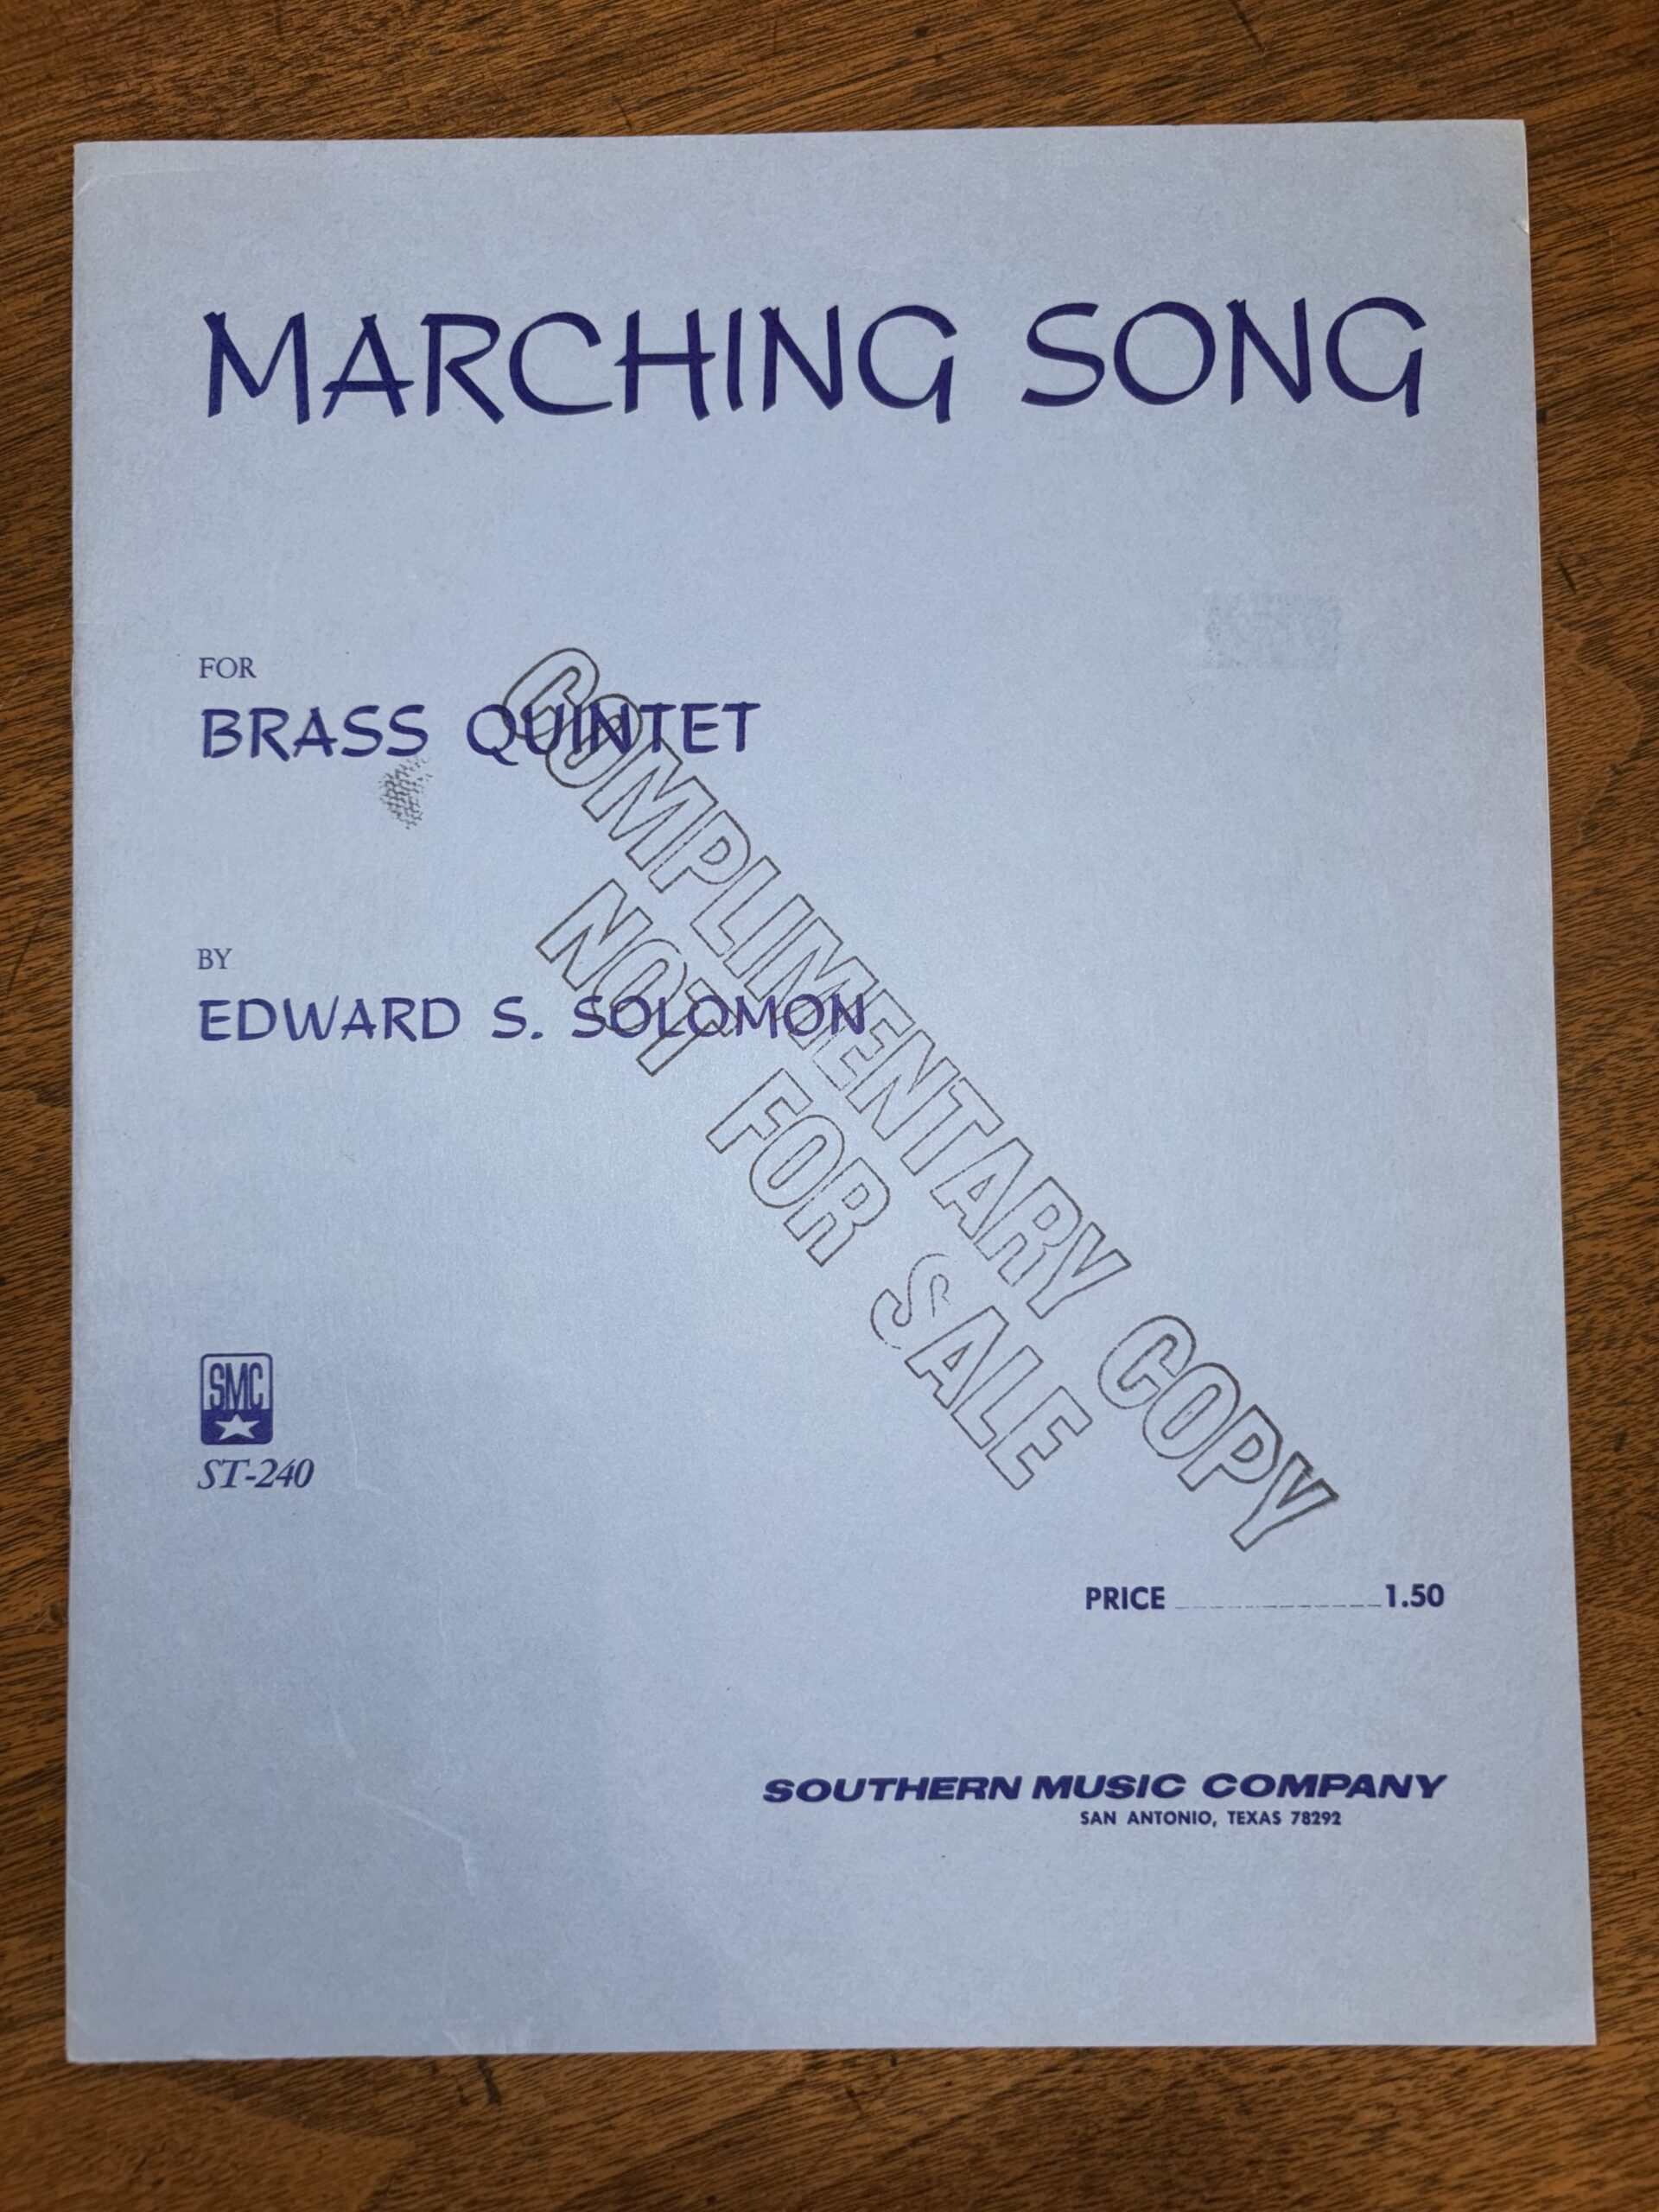 MARCHING SONG
FOR
BRASS QUINTET
BY
EDWARD S. SOLOMON
COMPLIMENTARY COPY
NOT FOR SALE
SMC
ST-240
PRICE ____________1.50
SOUTHERN MUSIC COMPANY
SAN ANTONIO, TEXAS 78292